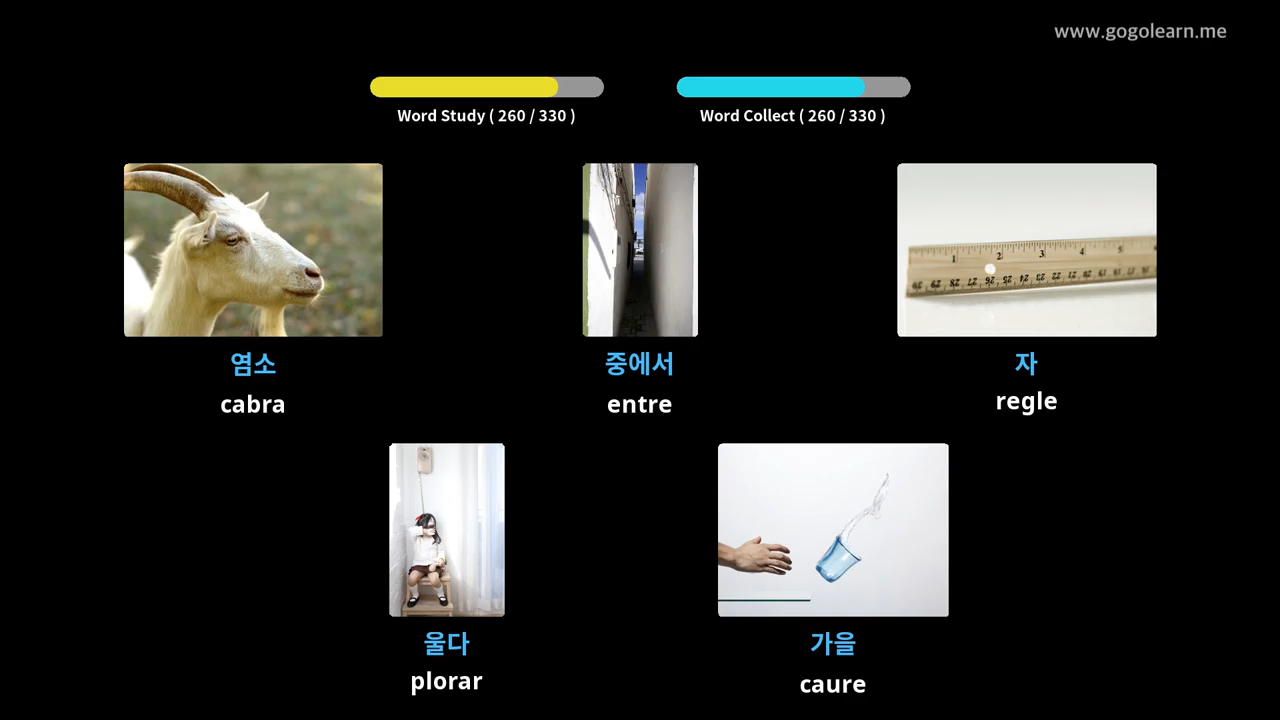 www.gogolearn.me
Word Study ( 260 / 330 )
Word Collect ( 260 / 330 )
염소
cabra
중에서
entre
자
regle
울다
plorar
가을
caure